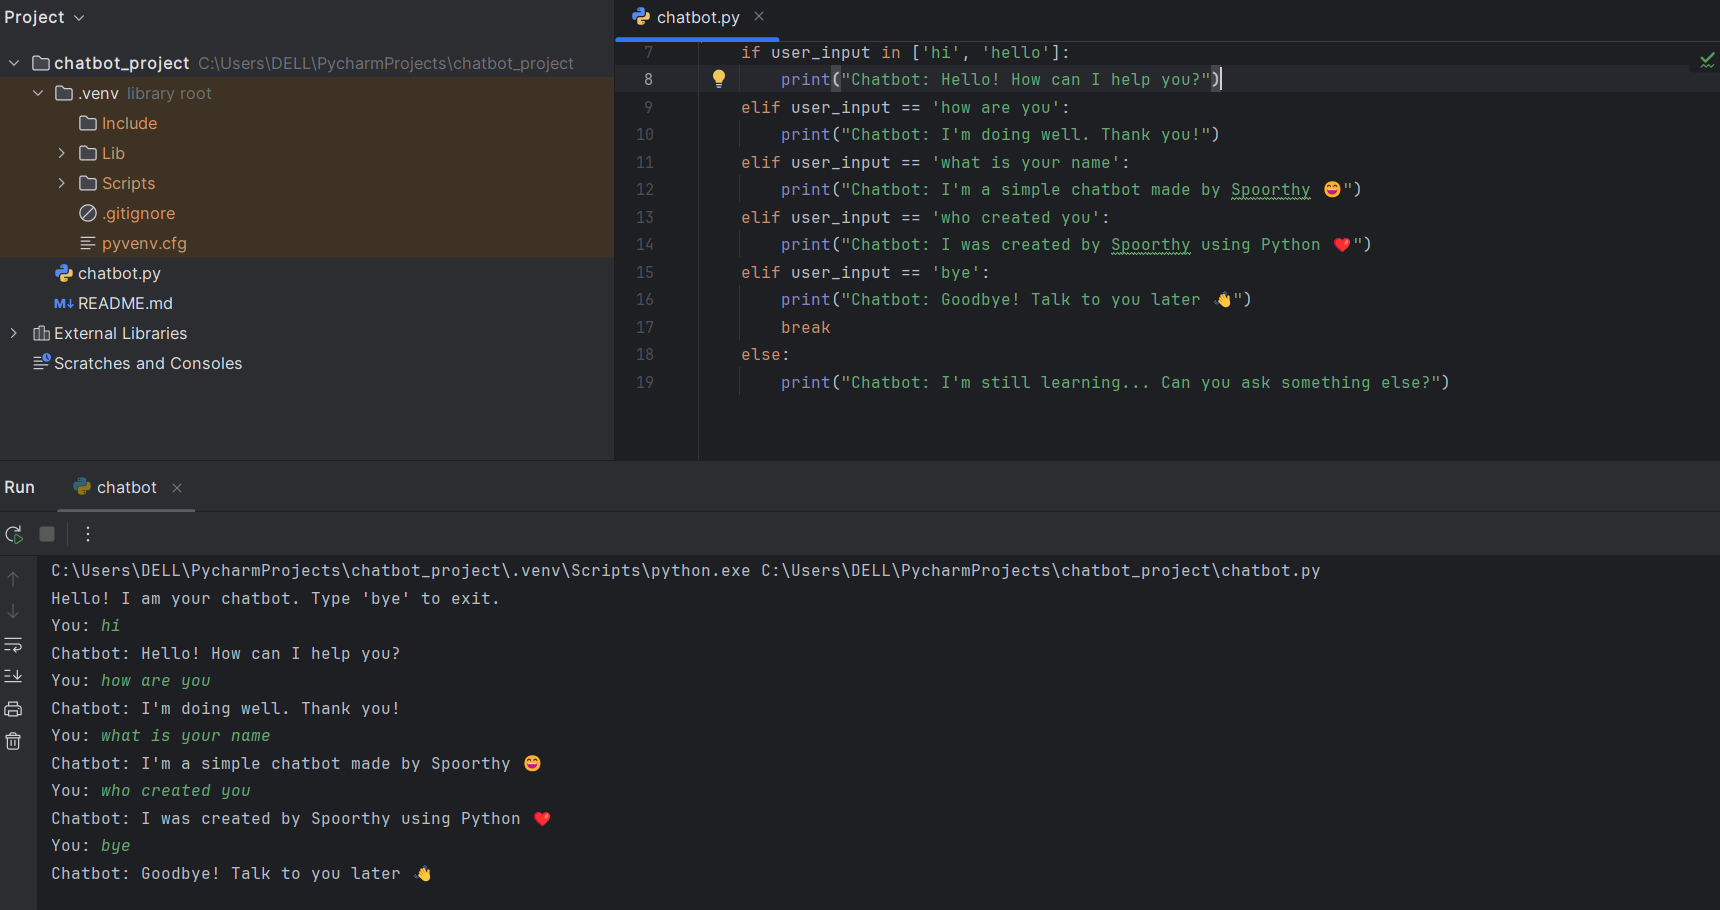 Project
chatbot_project C:\Users\DELL\PycharmProjects\chatbot_project
.venv library root
Include
Lib
Scripts
.gitignore
pyvenv.cfg
chatbot.py
M↓ README.md
External Libraries
Scratches and Consoles
chatbot.py
7 if user_input in ['hi', 'hello']:
8 print("Chatbot: Hello! How can I help you?")
9 elif user_input == 'how are you':
10 print("Chatbot: I'm doing well. Thank you!")
11 elif user_input == 'what is your name':
12 print("Chatbot: I'm a simple chatbot made by Spoorthy 😄")
13 elif user_input == 'who created you':
14 print("Chatbot: I was created by Spoorthy using Python ❤️")
15 elif user_input == 'bye':
16 print("Chatbot: Goodbye! Talk to you later 👋")
17 break
18 else:
19 print("Chatbot: I'm still learning... Can you ask something else?")
Run chatbot
C:\Users\DELL\PycharmProjects\chatbot_project\.venv\Scripts\python.exe C:\Users\DELL\PycharmProjects\chatbot_project\chatbot.py
Hello! I am your chatbot. Type 'bye' to exit.
You: hi
Chatbot: Hello! How can I help you?
You: how are you
Chatbot: I'm doing well. Thank you!
You: what is your name
Chatbot: I'm a simple chatbot made by Spoorthy 😄
You: who created you
Chatbot: I was created by Spoorthy using Python ❤️
You: bye
Chatbot: Goodbye! Talk to you later 👋